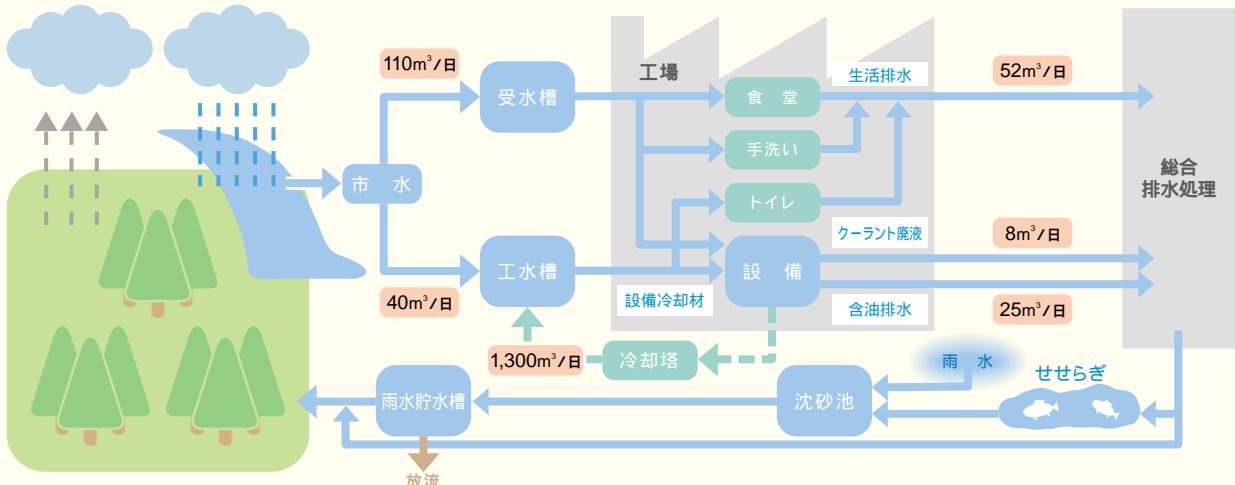 110m³/日
受水槽
工場
食　堂
生活排水
52m³/日
手洗い
市　水
トイレ
総合
排水処理
クーラント廃液
8m³/日
工水槽
設　備
40m³/日
設備冷却材
含油排水
25m³/日
1,300m³/日
冷却塔
雨　水
せせらぎ
雨水貯水槽
沈砂池
放流